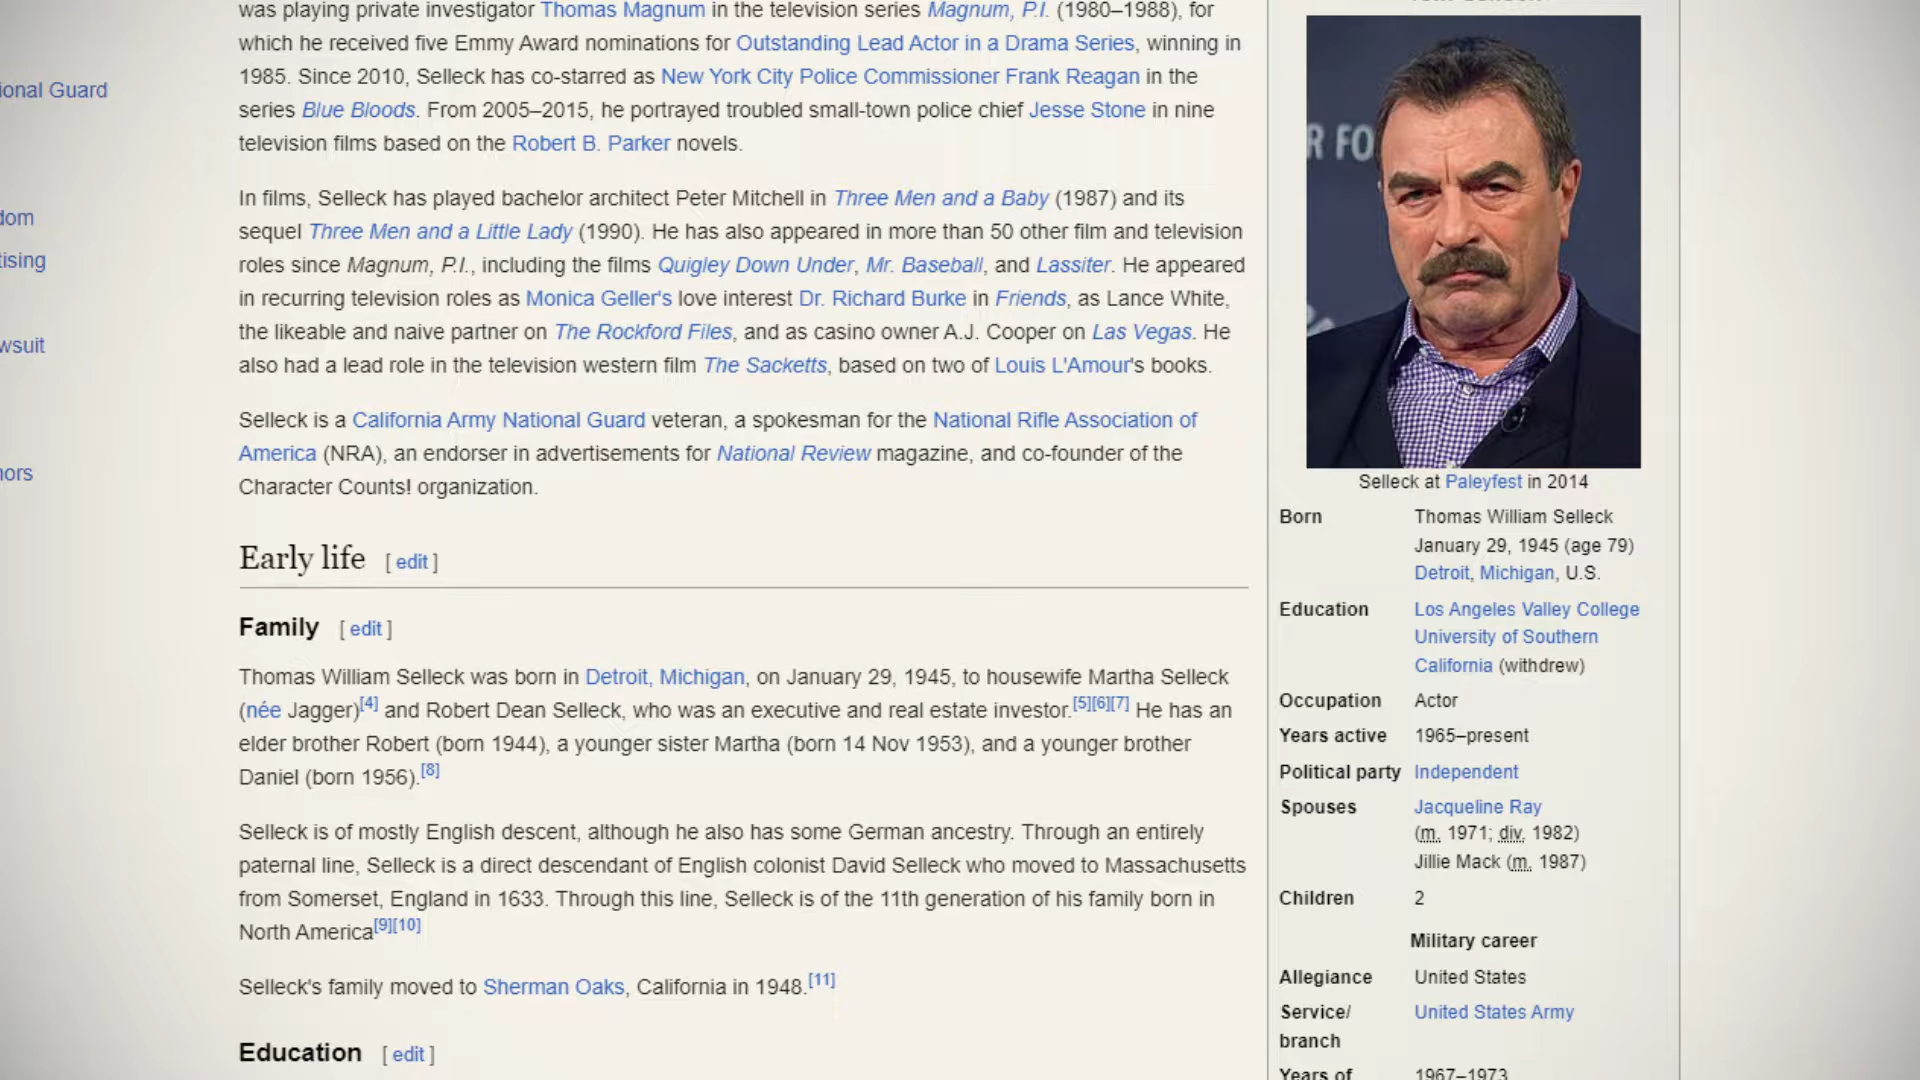 was playing private investigator Thomas Magnum in the television series Magnum, P.I. (1980–1988), for
which he received five Emmy Award nominations for Outstanding Lead Actor in a Drama Series, winning in
1985. Since 2010, Selleck has co-starred as New York City Police Commissioner Frank Reagan in the
series Blue Bloods. From 2005–2015, he portrayed troubled small-town police chief Jesse Stone in nine
television films based on the Robert B. Parker novels.
In films, Selleck has played bachelor architect Peter Mitchell in Three Men and a Baby (1987) and its
sequel Three Men and a Little Lady (1990). He has also appeared in more than 50 other film and television
roles since Magnum, P.I., including the films Quigley Down Under, Mr. Baseball, and Lassiter. He appeared
in recurring television roles as Monica Geller's love interest Dr. Richard Burke in Friends, as Lance White,
the likeable and naive partner on The Rockford Files, and as casino owner A.J. Cooper on Las Vegas. He
also had a lead role in the television western film The Sacketts, based on two of Louis L'Amour's books.
Selleck is a California Army National Guard veteran, a spokesman for the National Rifle Association of
America (NRA), an endorser in advertisements for National Review magazine, and co-founder of the
Character Counts! organization.
Early life [ edit ]
Family [ edit ]
Thomas William Selleck was born in Detroit, Michigan, on January 29, 1945, to housewife Martha Selleck
(née Jagger)[4] and Robert Dean Selleck, who was an executive and real estate investor.[5][6][7] He has an
elder brother Robert (born 1944), a younger sister Martha (born 14 Nov 1953), and a younger brother
Daniel (born 1956).[8]
Selleck is of mostly English descent, although he also has some German ancestry. Through an entirely
paternal line, Selleck is a direct descendant of English colonist David Selleck who moved to Massachusetts
from Somerset, England in 1633. Through this line, Selleck is of the 11th generation of his family born in
North America[9][10]
Selleck's family moved to Sherman Oaks, California in 1948.[11]
Education [ edit ]
ional Guard
dom
tising
wsuit
nors
R FO
Selleck at Paleyfest in 2014
Born Thomas William Selleck
January 29, 1945 (age 79)
Detroit, Michigan, U.S.
Education Los Angeles Valley College
University of Southern
California (withdrew)
Occupation Actor
Years active 1965–present
Political party Independent
Spouses Jacqueline Ray
(m. 1971; div. 1982)
Jillie Mack (m. 1987)
Children 2
Military career
Allegiance United States
Service/ United States Army
branch
Years of 1967–1973